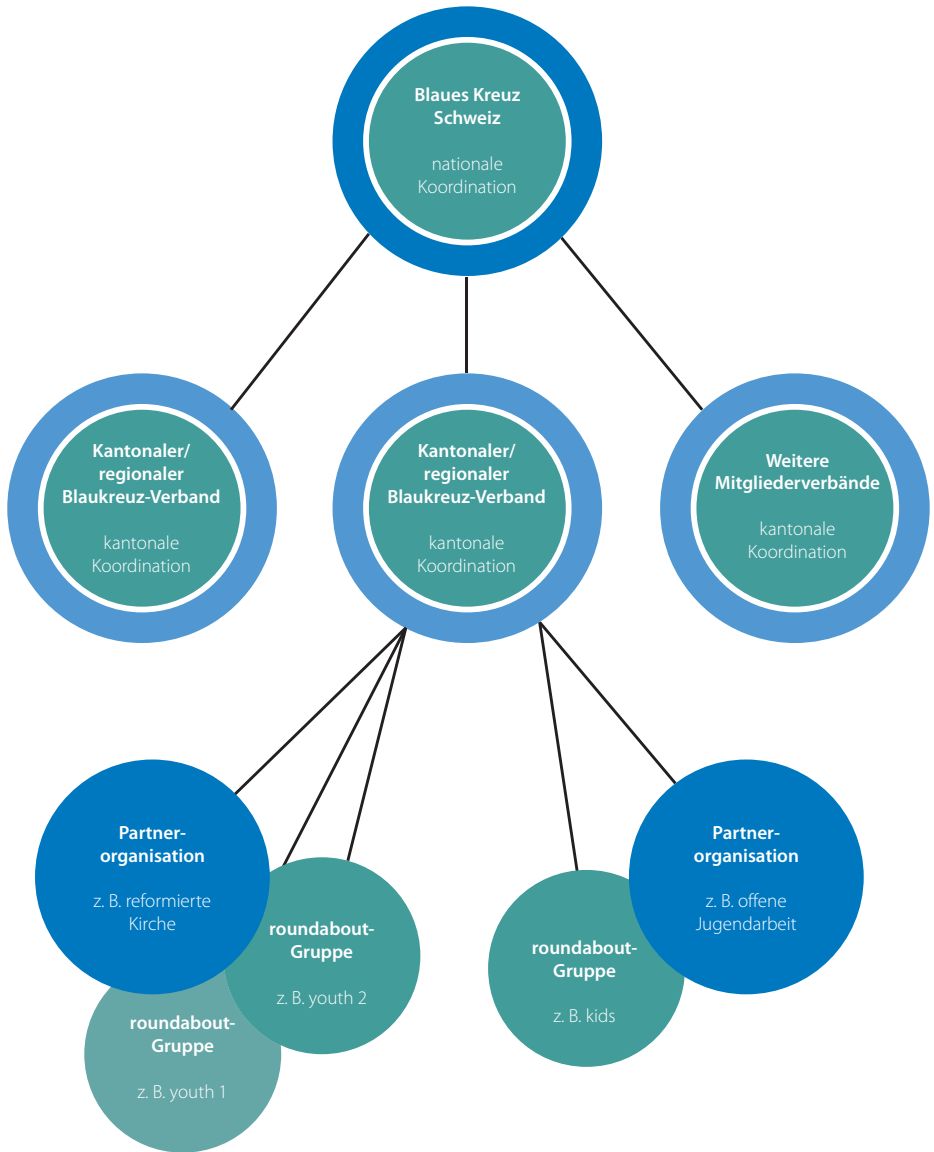 Blaues Kreuz
Schweiz
nationale
Koordination
Kantonaler/
regionaler
Blaukreuz-Verband
kantonale
Koordination
Kantonaler/
regionaler
Blaukreuz-Verband
kantonale
Koordination
Weitere
Mitgliederverbände
kantonale
Koordination
Partner-
organisation
z. B. reformierte
Kirche
roundabout-
Gruppe
z. B. youth 2
roundabout-
Gruppe
z. B. youth 1
roundabout-
Gruppe
z. B. kids
Partner-
organisation
z. B. offene
Jugendarbeit